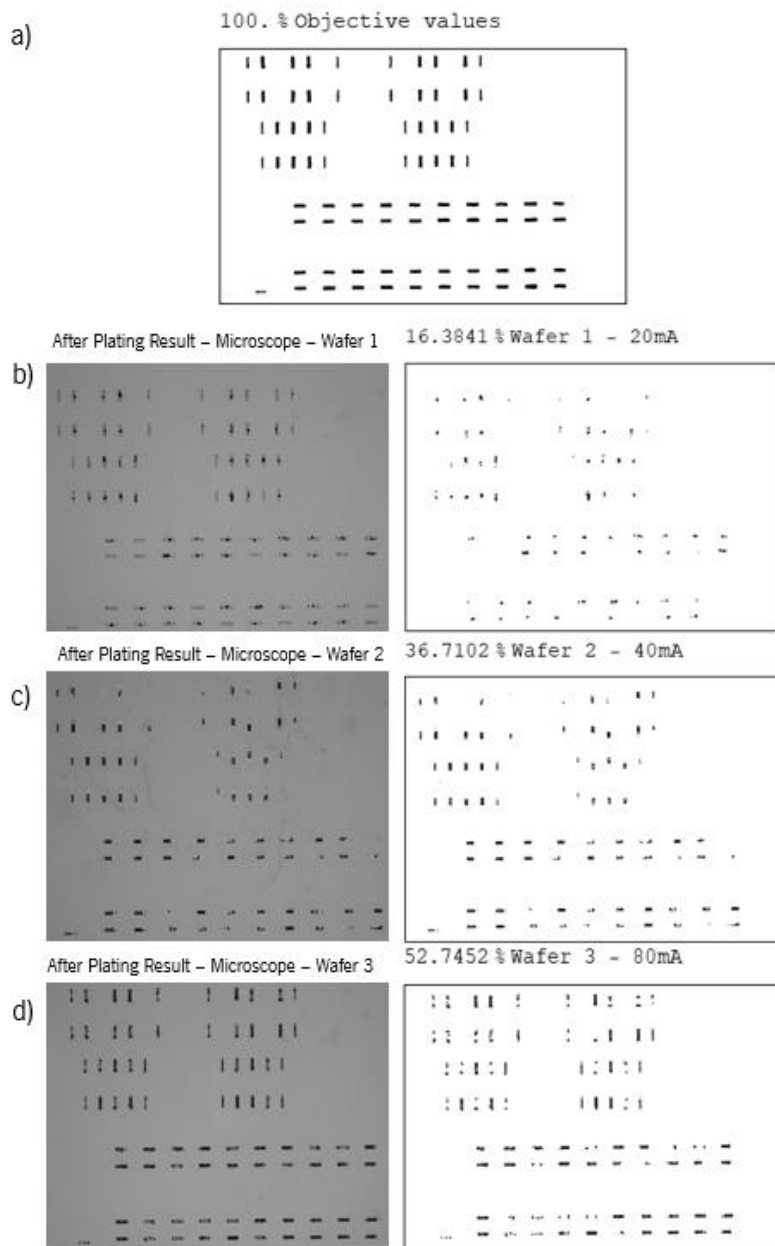 100. % Objective values
a)
After Plating Result – Microscope – Wafer 1
16.3841 % Wafer 1 - 20mA
b)
After Plating Result – Microscope – Wafer 2
36.7102 % Wafer 2 - 40mA
c)
After Plating Result – Microscope – Wafer 3
52.7452 % Wafer 3 - 80mA
d)